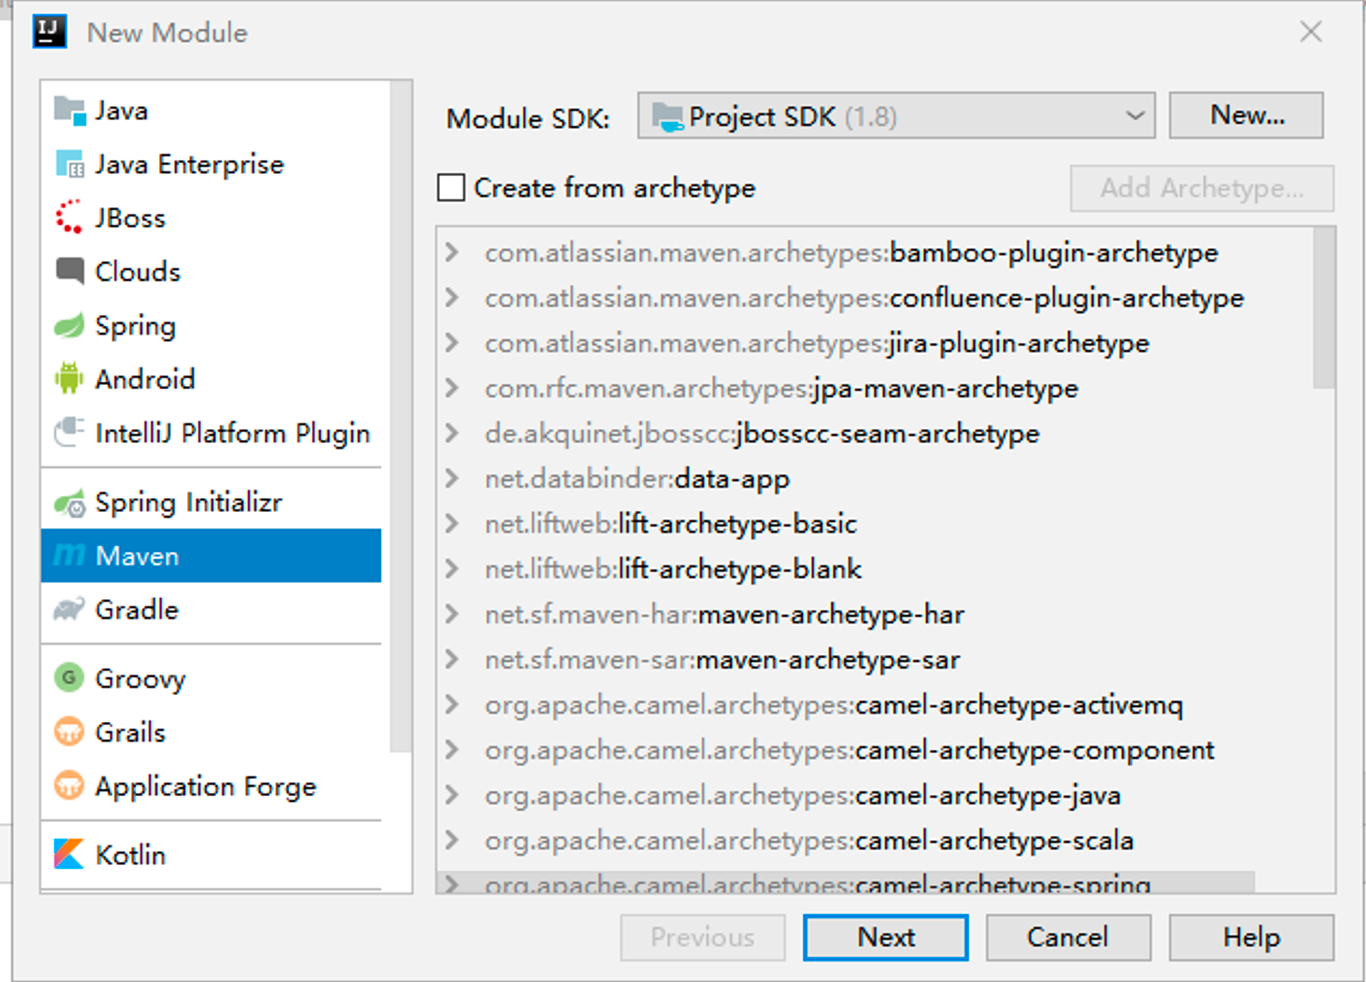 New Module
Java
Java Enterprise
JBoss
Clouds
Spring
Android
IntelliJ Platform Plugin
Spring Initializr
Maven
Gradle
Groovy
Grails
Application Forge
Kotlin
Module SDK: Project SDK (1.8) New...
Create from archetype Add Archetype...
com.atlassian.maven.archetypes:bamboo-plugin-archetype
com.atlassian.maven.archetypes:confluence-plugin-archetype
com.atlassian.maven.archetypes:jira-plugin-archetype
com.rfc.maven.archetypes:jpa-maven-archetype
de.akquinet.jbosscc:jbosscc-seam-archetype
net.databinder:data-app
net.liftweb:lift-archetype-basic
net.liftweb:lift-archetype-blank
net.sf.maven-har:maven-archetype-har
net.sf.maven-sar:maven-archetype-sar
org.apache.camel.archetypes:camel-archetype-activemq
org.apache.camel.archetypes:camel-archetype-component
org.apache.camel.archetypes:camel-archetype-java
org.apache.camel.archetypes:camel-archetype-scala
org.apache.camel.archetypes:camel-archetype-spring
Previous Next Cancel Help